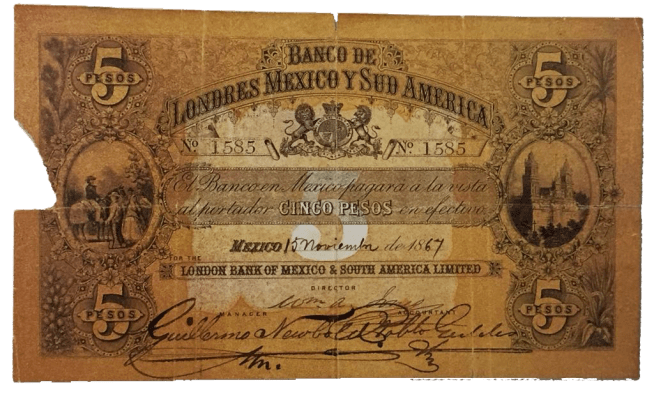 5 PESOS 5 PESOS
BANCO DE
LONDRES MEXICO Y SUD AMERICA
Nº 1585 Nº 1585
El Banco en Mexico pagará á la vista
al portador CINCO PESOS en efectivo
5
MEXICO 15 Noviembre de 1867
FOR THE
LONDON BANK OF MEXICO & SOUTH AMERICA LIMITED
DIRECTOR
MANAGER ACCOUNTANT
Guillermo Newbold
5 PESOS 5 PESOS